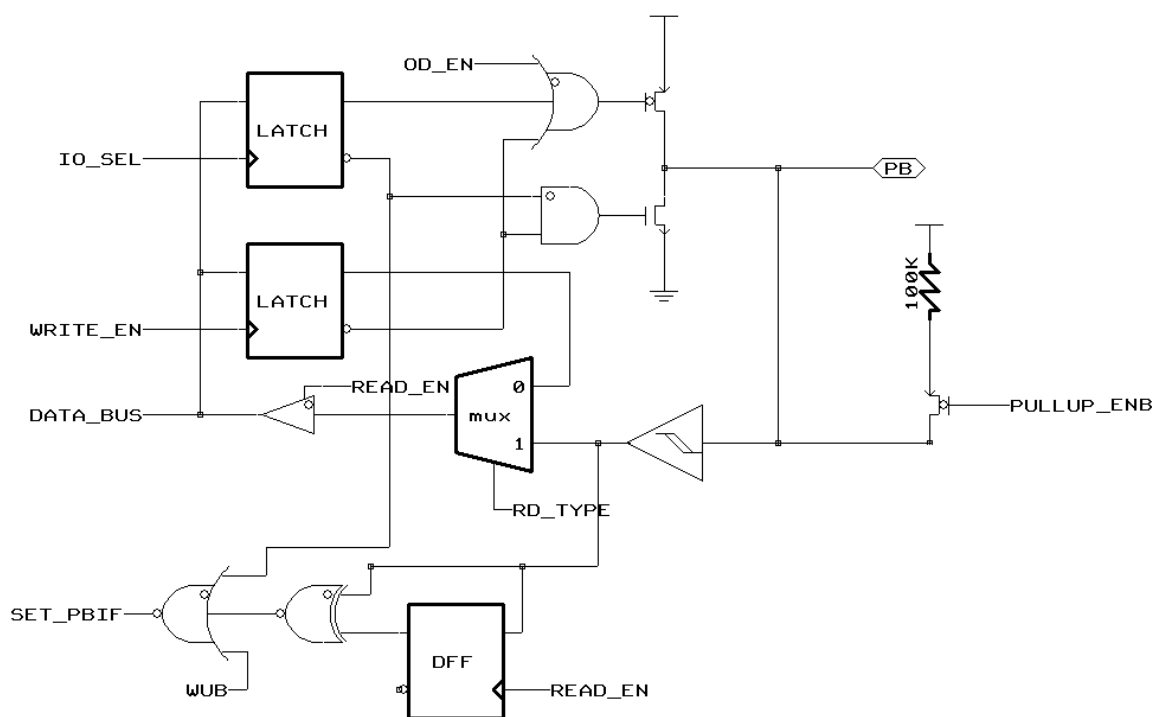 OD_EN
LATCH
IO_SEL
PB
100K
LATCH
WRITE_EN
READ_EN
0
DATA_BUS
mux
PULLUP_ENB
1
RD_TYPE
SET_PBIF
DFF
WUB
READ_EN